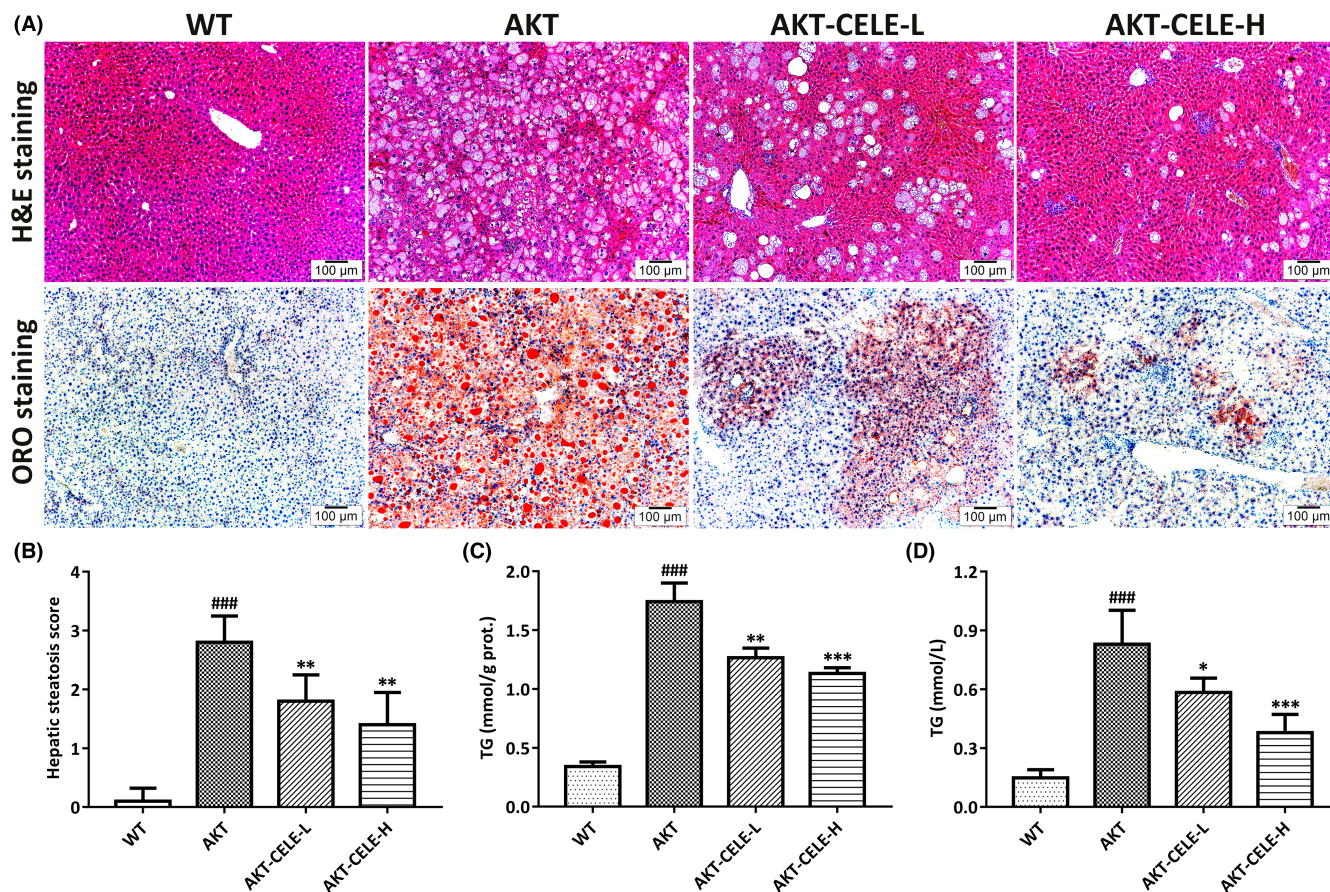 (A)
WT
AKT
AKT-CELE-L
AKT-CELE-H
H&E staining
100 µm
100 µm
100 µm
100 µm
ORO staining
100 µm
100 µm
100 µm
100 µm
(B)
Hepatic steatosis score
4
3
2
1
0
###
**
**
WT
AKT
AKT-CELE-L
AKT-CELE-H
(C)
TG (mmol/g prot.)
2.0
1.5
1.0
0.5
0.0
###
**
***
WT
AKT
AKT-CELE-L
AKT-CELE-H
(D)
TG (mmol/L)
1.2
0.9
0.6
0.3
0.0
###
*
***
WT
AKT
AKT-CELE-L
AKT-CELE-H